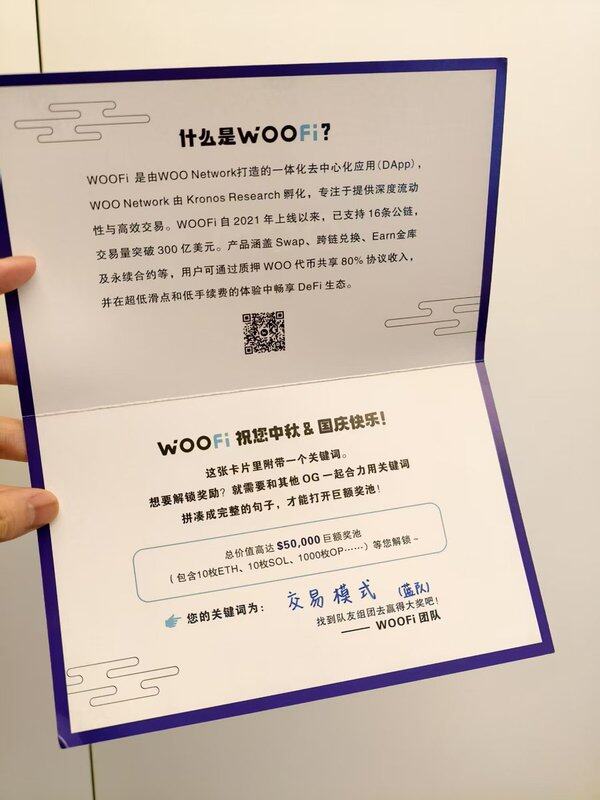 什么是WOOFi?
WOOFi 是由WOO Network打造的一体化去中心化应用(DApp),
WOO Network 由 Kronos Research 孵化，专注于提供深度流动
性与高效交易。WOOFi 自 2021 年上线以来，已支持 16条公链，
交易量突破 300 亿美元。产品涵盖 Swap、跨链兑换、Earn金库
及永续合约等，用户可通过质押 WOO 代币共享 80% 协议收入，
并在超低滑点和低手续费的体验中畅享 DeFi 生态。
WOOFi 祝您中秋 & 国庆快乐!
这张卡片里附带一个关键词。
想要解锁奖励？就需要和其他 OG 一起合力用关键词
拼凑成完整的句子，才能打开巨额奖池！
总价值高达 $50,000 巨额奖池
(包含10枚ETH、10枚SOL、1000枚OP……) 等您解锁~
您的关键词为： 交易模式 (蓝队)
找到队友组团去赢得大奖吧!
—— WOOFi 团队